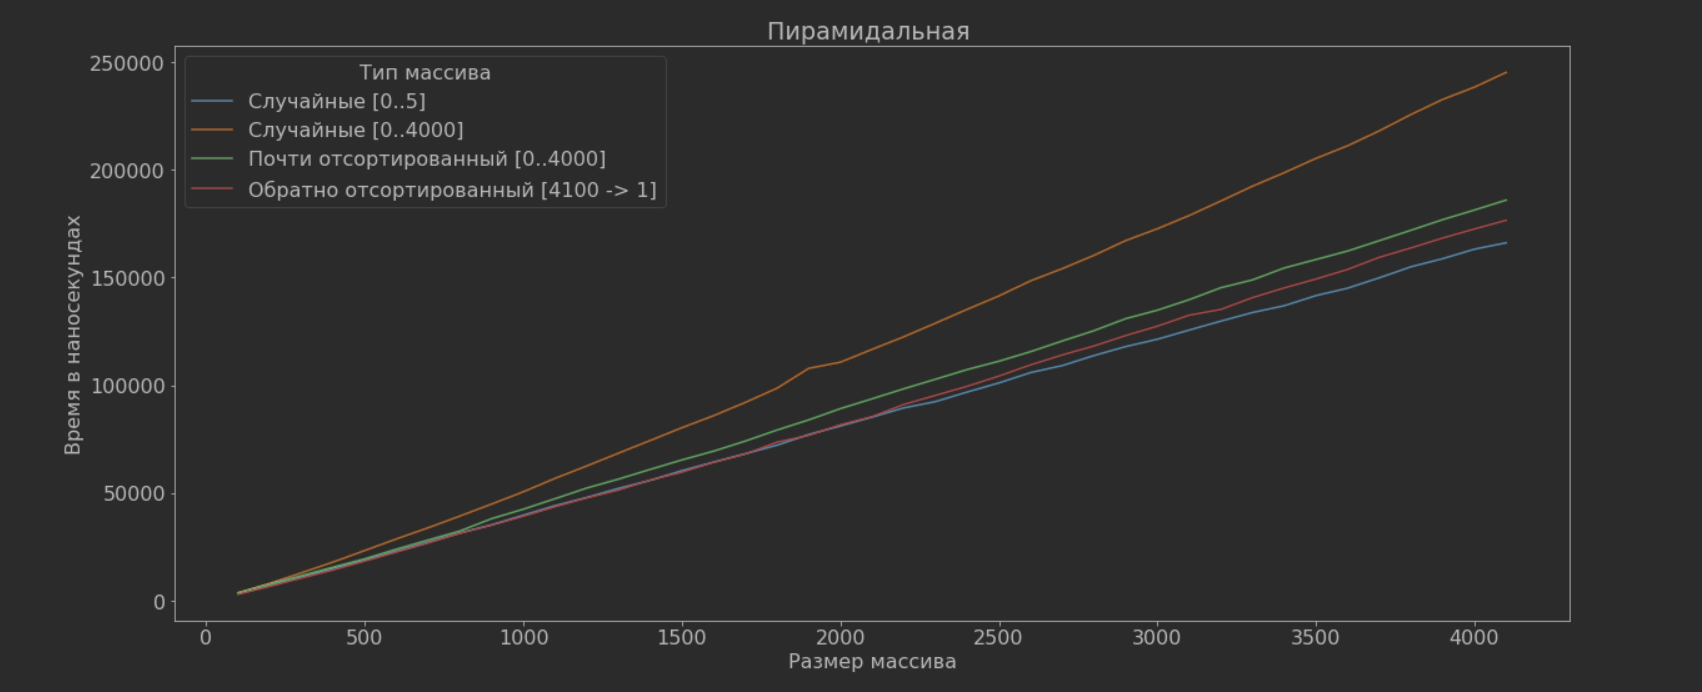 Пирамидальная
Тип массива
Случайные [0..5]
Случайные [0..4000]
Почти отсортированный [0..4000]
Обратно отсортированный [4100 -> 1]
Время в наносекундах
250000
200000
150000
100000
50000
0
0 500 1000 1500 2000 2500 3000 3500 4000
Размер массива